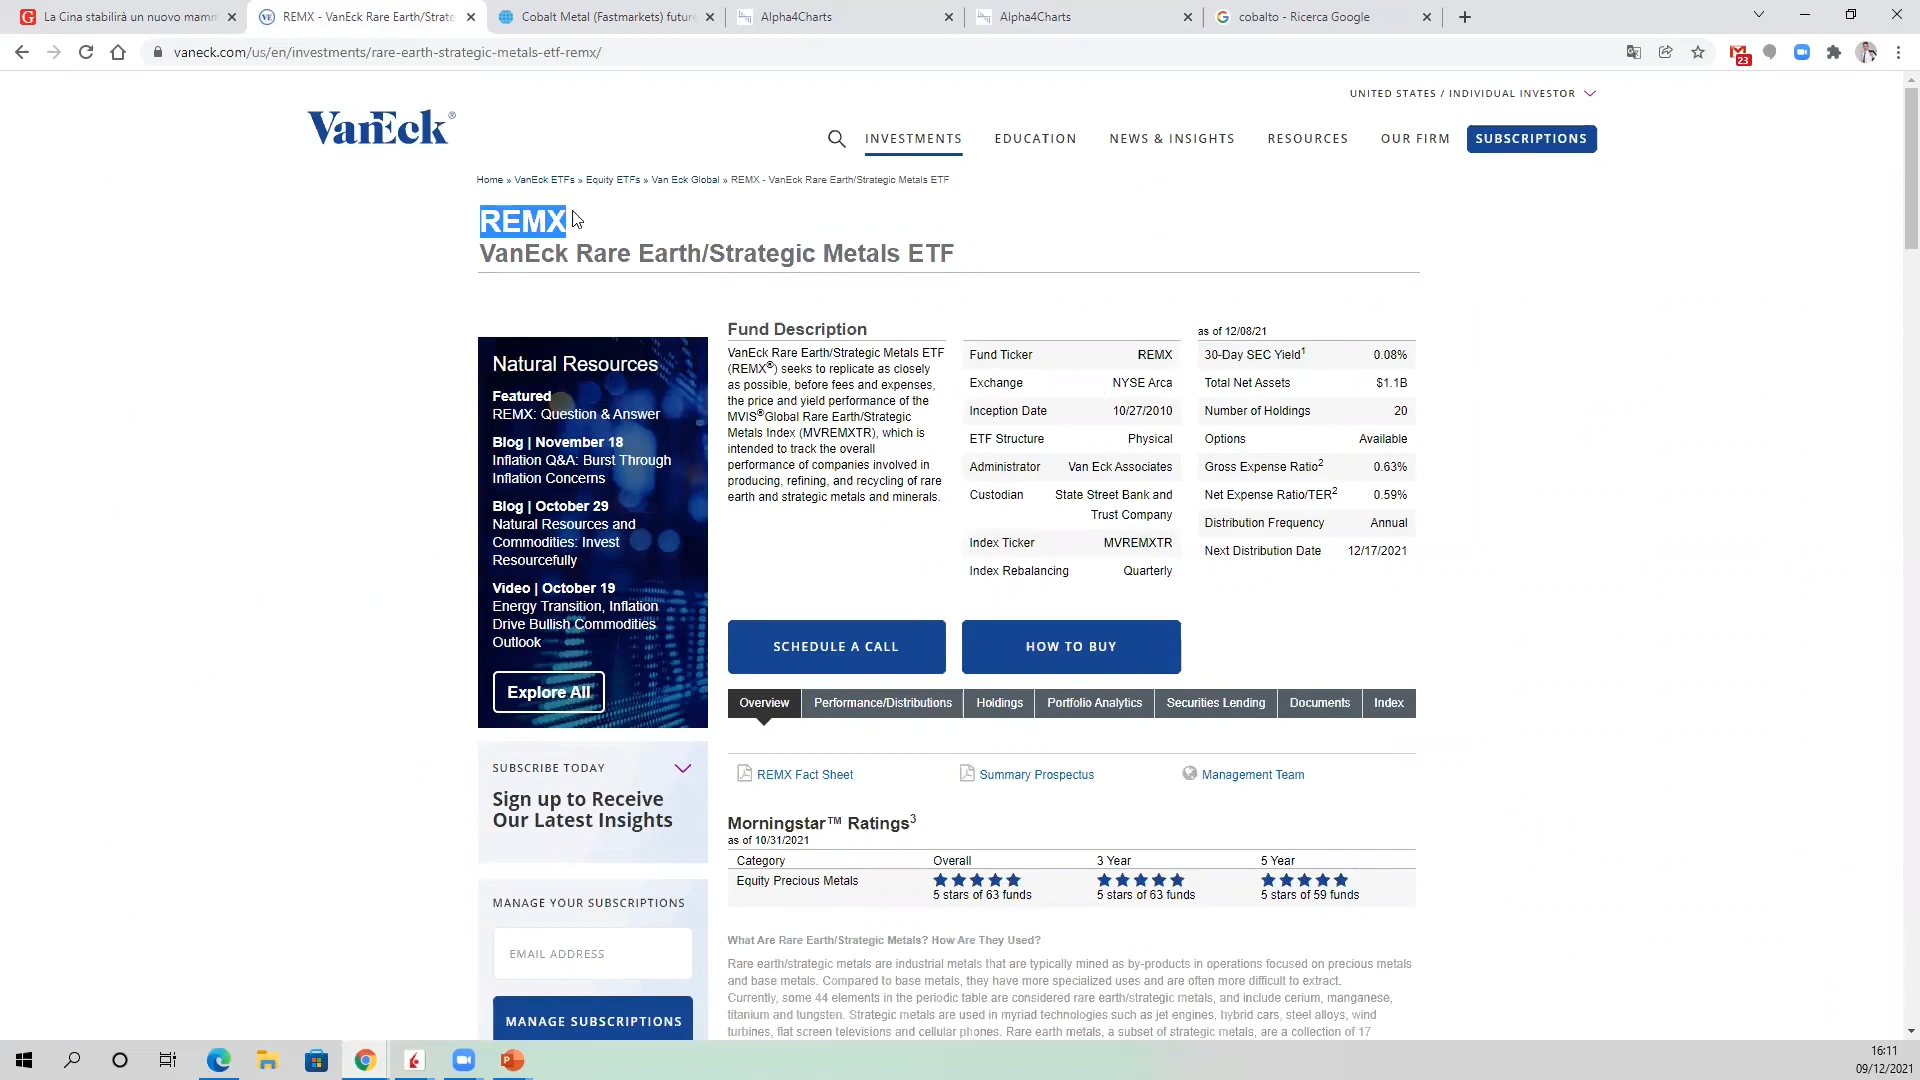 La Cina stabilirà un nuovo mamm
REMX - VanEck Rare Earth/Strate
Cobalt Metal (Fastmarkets) futur
Alpha4Charts
Alpha4Charts
cobalto - Ricerca Google
vaneck.com/us/en/investments/rare-earth-strategic-metals-etf-remx/
23
UNITED STATES / INDIVIDUAL INVESTOR
VanEck®
INVESTMENTS
EDUCATION
NEWS & INSIGHTS
RESOURCES
OUR FIRM
SUBSCRIPTIONS
Home » VanEck ETFs » Equity ETFs » Van Eck Global » REMX - VanEck Rare Earth/Strategic Metals ETF
REMX
VanEck Rare Earth/Strategic Metals ETF
Natural Resources
Featured
REMX: Question & Answer
Blog | November 18
Inflation Q&A: Burst Through
Inflation Concerns
Blog | October 29
Natural Resources and
Commodities: Invest
Resourcefully
Video | October 19
Energy Transition, Inflation
Drive Bullish Commodities
Outlook
Explore All
SUBSCRIBE TODAY
Sign up to Receive
Our Latest Insights
MANAGE YOUR SUBSCRIPTIONS
EMAIL ADDRESS
MANAGE SUBSCRIPTIONS
Fund Description
VanEck Rare Earth/Strategic Metals ETF
(REMX®) seeks to replicate as closely
as possible, before fees and expenses,
the price and yield performance of the
MVIS®Global Rare Earth/Strategic
Metals Index (MVREMXTR), which is
intended to track the overall
performance of companies involved in
producing, refining, and recycling of rare
earth and strategic metals and minerals.
Fund Ticker REMX
Exchange NYSE Arca
Inception Date 10/27/2010
ETF Structure Physical
Administrator Van Eck Associates
Custodian State Street Bank and
Trust Company
Index Ticker MVREMXTR
Index Rebalancing Quarterly
as of 12/08/21
30-Day SEC Yield1 0.08%
Total Net Assets $1.1B
Number of Holdings 20
Options Available
Gross Expense Ratio2 0.63%
Net Expense Ratio/TER2 0.59%
Distribution Frequency Annual
Next Distribution Date 12/17/2021
SCHEDULE A CALL
HOW TO BUY
Overview
Performance/Distributions
Holdings
Portfolio Analytics
Securities Lending
Documents
Index
REMX Fact Sheet
Summary Prospectus
Management Team
Morningstar™ Ratings3
as of 10/31/2021
Category Overall 3 Year 5 Year
Equity Precious Metals ★★★★★ ★★★★★ ★★★★★
5 stars of 63 funds 5 stars of 63 funds 5 stars of 59 funds
What Are Rare Earth/Strategic Metals? How Are They Used?
Rare earth/strategic metals are industrial metals that are typically mined as by-products in operations focused on precious metals
and base metals. Compared to base metals, they have more specialized uses and are often more difficult to extract.
Currently, some 44 elements in the periodic table are considered rare earth/strategic metals, and include cerium, manganese,
titanium and tungsten. Strategic metals are used in myriad technologies such as jet engines, hybrid cars, steel alloys, wind
turbines, flat screen televisions and cellular phones. Rare earth metals, a subset of strategic metals, are a collection of 17
16:11
09/12/2021